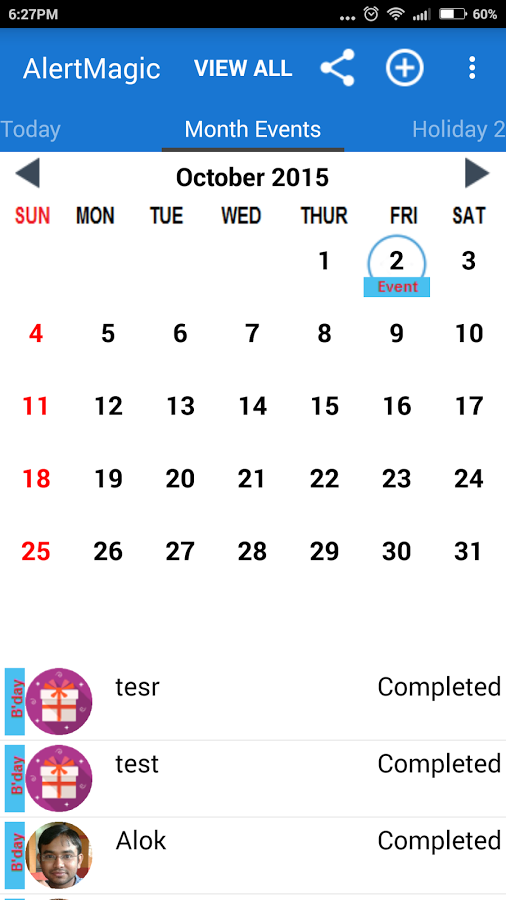 6:27PM 60%
AlertMagic VIEW ALL
Today Month Events Holiday 2
October 2015
SUN MON TUE WED THUR FRI SAT
1 2 3
Event
4 5 6 7 8 9 10
11 12 13 14 15 16 17
18 19 20 21 22 23 24
25 26 27 28 29 30 31
B'day tesr Completed
B'day test Completed
B'day Alok Completed